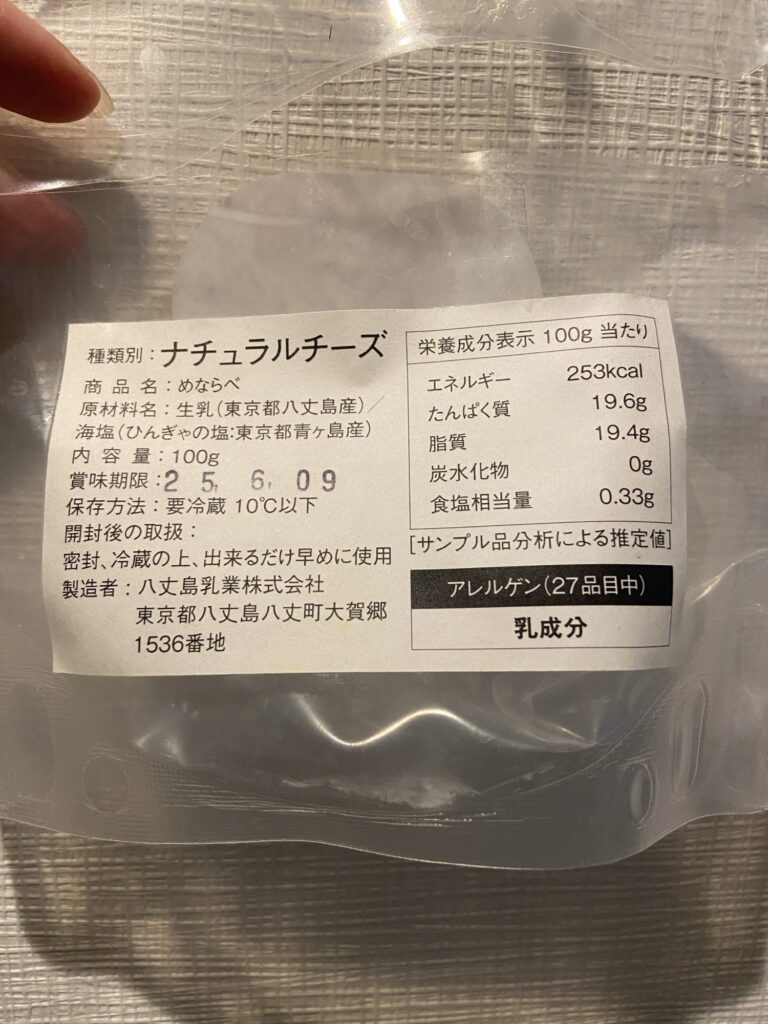 種類別：ナチュラルチーズ
商品名：めならべ
原材料名：生乳（東京都八丈島産）／
海塩（ひんぎゃの塩：東京都青ヶ島産）
内容量：100g
賞味期限：25, 6, 09
保存方法：要冷蔵 10℃以下
開封後の取扱：
密封、冷蔵の上、出来るだけ早めに使用
製造者：八丈島乳業株式会社
東京都八丈島八丈町大賀郷
1536番地
栄養成分表示 100g 当たり
エネルギー 253kcal
たんぱく質 19.6g
脂質 19.4g
炭水化物 0g
食塩相当量 0.33g
[サンプル品分析による推定値]
アレルゲン（27品目中）
乳成分